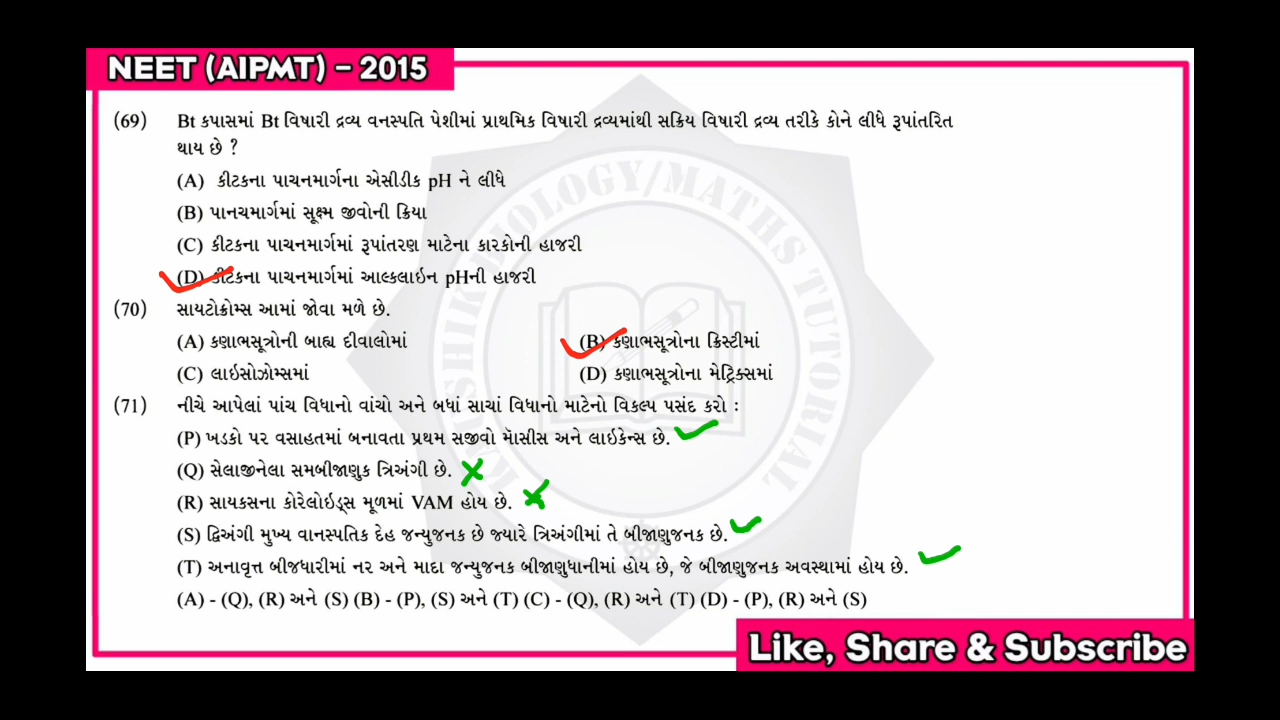 NEET (AIPMT) – 2015
(69) Bt કપાસમાં Bt વિષારી દ્રવ્ય વનસ્પતિ પેશીમાં પ્રાથમિક વિષારી દ્રવ્યમાંથી સક્રિય વિષારી દ્રવ્ય તરીકે કોને લીધે રૂપાંતરિત
થાય છે ?
(A) કીટકના પાચનમાર્ગના એસીડીક pH ને લીધે
(B) પાનચમાર્ગમાં સૂક્ષ્મ જીવોની ક્રિયા
(C) કીટકના પાચનમાર્ગમાં રૂપાંતરણ માટેના કારકોની હાજરી
(D) કીટકના પાચનમાર્ગમાં આલ્કલાઇન pHની હાજરી
(70) સાયટોક્રોમ્સ આમાં જોવા મળે છે.
(A) કણાભસૂત્રોની બાહ્ય દીવાલોમાં (B) કણાભસૂત્રોના ક્રિસ્ટીમાં
(C) લાઇસોઝોમ્સમાં (D) કણાભસૂત્રોના મેટ્રિક્સમાં
(71) નીચે આપેલાં પાંચ વિધાનો વાંચો અને બધાં સાચાં વિધાનો માટેનો વિકલ્પ પસંદ કરો :
(P) ખડકો પર વસાહતમાં બનાવતા પ્રથમ સજીવો મૉસીસ અને લાઇકેન્સ છે.
(Q) સેલાજીનેલા સમબીજાણુક ત્રિઅંગી છે.
(R) સાયકસના કોરેલોઇડ્સ મૂળમાં VAM હોય છે.
(S) દ્વિઅંગી મુખ્ય વાનસ્પતિક દેહ જન્યુજનક છે જ્યારે ત્રિઅંગીમાં તે બીજાણુજનક છે.
(T) અનાવૃત્ત બીજધારીમાં નર અને માદા જન્યુજનક બીજાણુધાનીમાં હોય છે, જે બીજાણુજનક અવસ્થામાં હોય છે.
(A) - (Q), (R) અને (S) (B) - (P), (S) અને (T) (C) - (Q), (R) અને (T) (D) - (P), (R) અને (S)
Like, Share & Subscribe